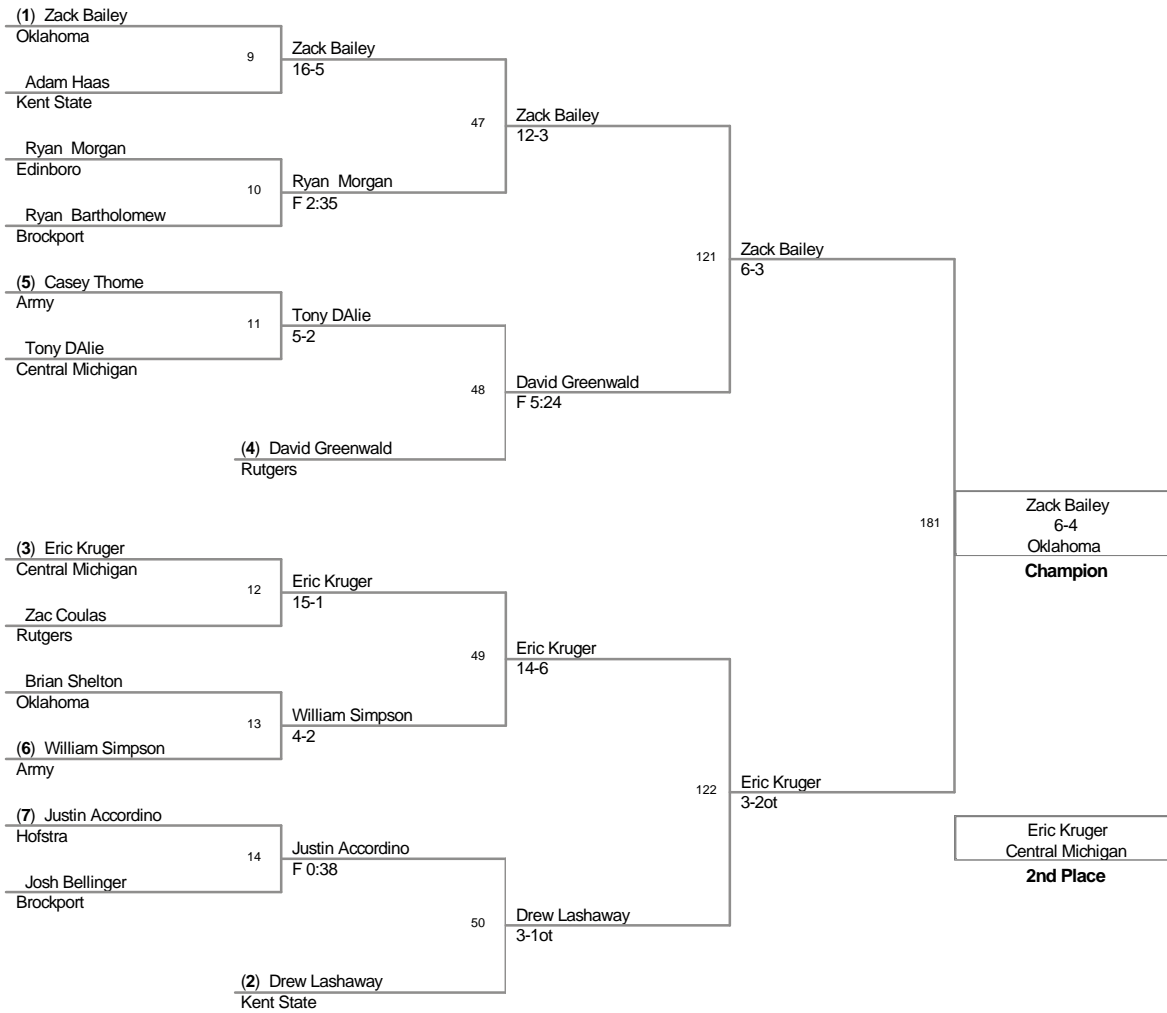 (1) Zack Bailey
Oklahoma
9
Adam Haas
Kent State
Zack Bailey
16-5
47
Ryan Morgan
Edinboro
10
Ryan Bartholomew
Brockport
Ryan Morgan
F 2:35
Zack Bailey
12-3
121
(5) Casey Thome
Army
11
Tony DAlie
Central Michigan
Tony DAlie
5-2
48
(4) David Greenwald
Rutgers
David Greenwald
F 5:24
Zack Bailey
6-3
181
(3) Eric Kruger
Central Michigan
12
Zac Coulas
Rutgers
Eric Kruger
15-1
49
Brian Shelton
Oklahoma
13
(6) William Simpson
Army
William Simpson
4-2
Eric Kruger
14-6
122
(7) Justin Accordino
Hofstra
14
Josh Bellinger
Brockport
Justin Accordino
F 0:38
50
(2) Drew Lashaway
Kent State
Drew Lashaway
3-1ot
Eric Kruger
3-2ot
Zack Bailey
6-4
Oklahoma
Champion
Eric Kruger
Central Michigan
2nd Place